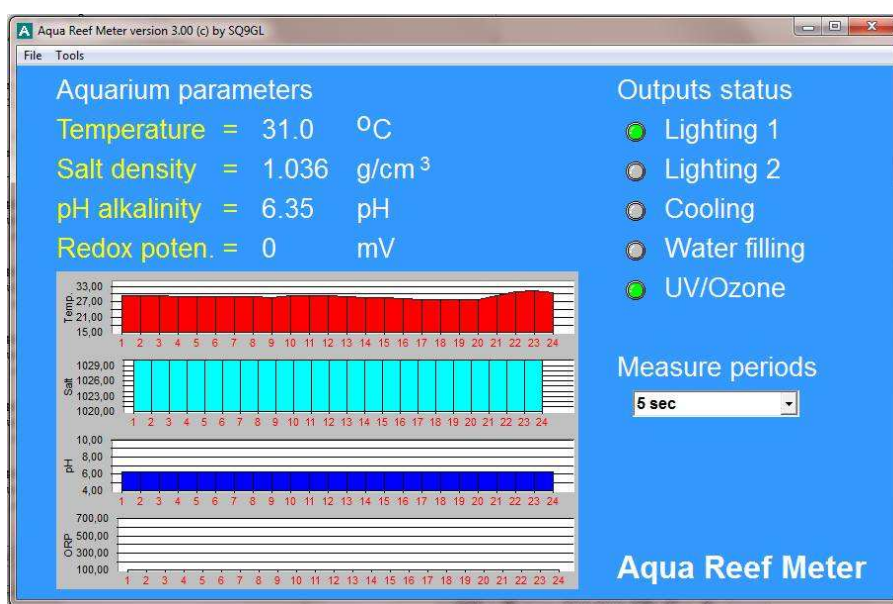 Aqua Reef Meter version 3.00 (c) by SQ9GL
File Tools
Aquarium parameters
Temperature = 31.0 ºC
Salt density = 1.036 g/cm 3
pH alkalinity = 6.35 pH
Redox poten. = 0 mV
Outputs status
Lighting 1
Lighting 2
Cooling
Water filling
UV/Ozone
Measure periods
5 sec
Temp.
33,00
27,00
21,00
15,00
1 2 3 4 5 6 7 8 9 10 11 12 13 14 15 16 17 18 19 20 21 22 23 24
Salt
1029,00
1026,00
1023,00
1020,00
1 2 3 4 5 6 7 8 9 10 11 12 13 14 15 16 17 18 19 20 21 22 23 24
pH
10,00
8,00
6,00
4,00
1 2 3 4 5 6 7 8 9 10 11 12 13 14 15 16 17 18 19 20 21 22 23 24
ORP
700,00
500,00
300,00
100,00
1 2 3 4 5 6 7 8 9 10 11 12 13 14 15 16 17 18 19 20 21 22 23 24
Aqua Reef Meter